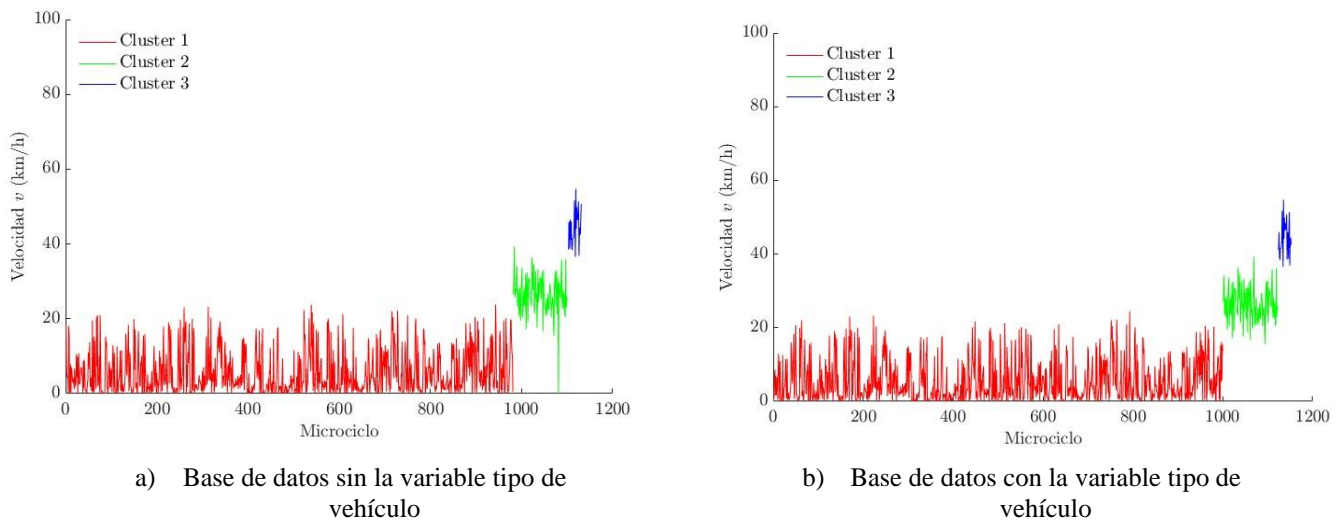 100
80
60
40
20
0
Velocidad v (km/h)
Cluster 1
Cluster 2
Cluster 3
0 200 400 600 800 1000 1200
Microciclo
a) Base de datos sin la variable tipo de
vehículo
100
80
60
40
20
0
Velocidad v (km/h)
Cluster 1
Cluster 2
Cluster 3
0 200 400 600 800 1000 1200
Microciclo
b) Base de datos con la variable tipo de
vehículo